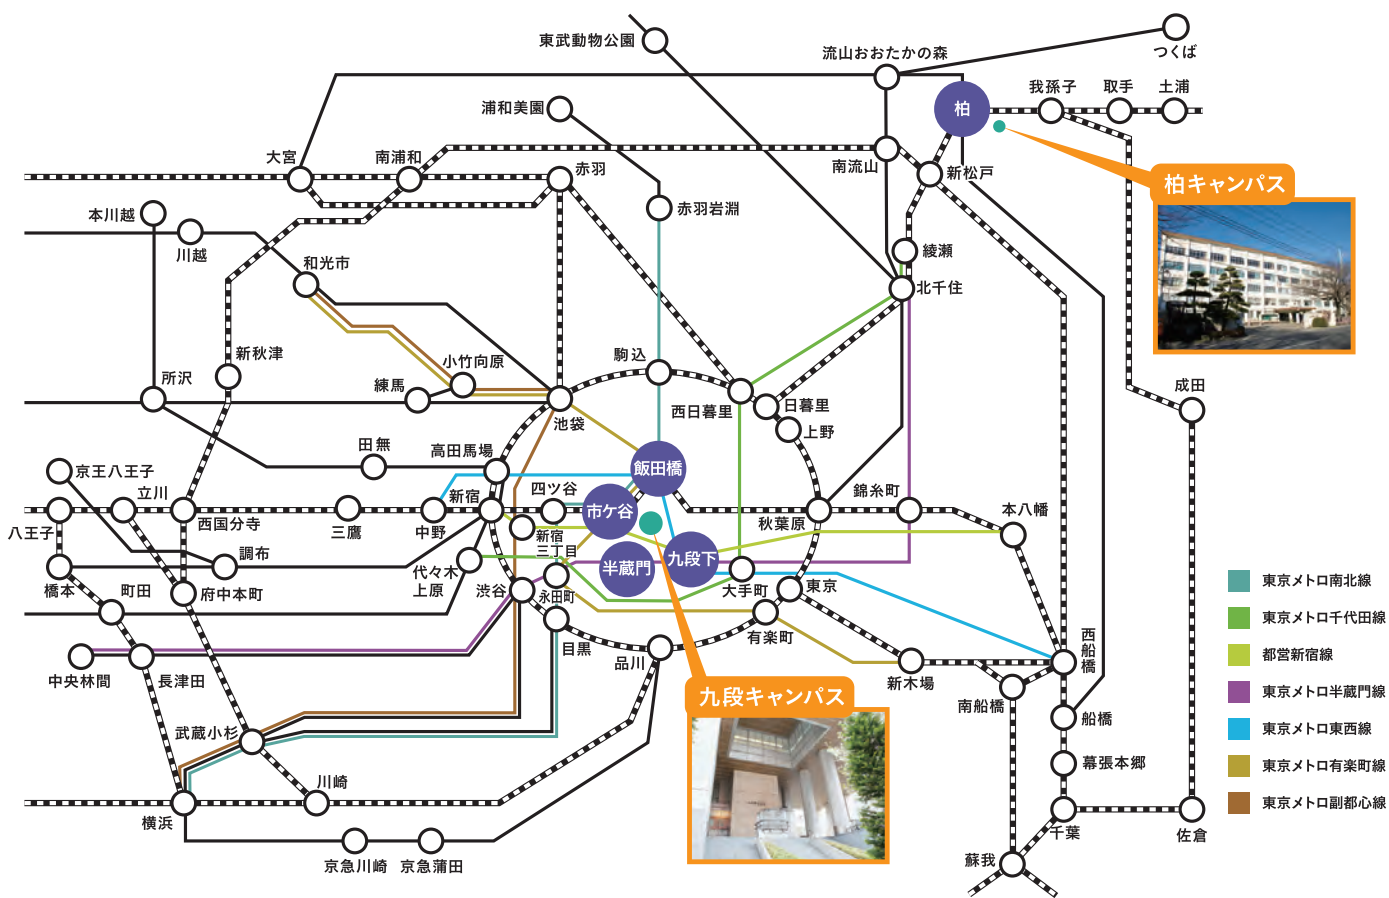 東武動物公園
流山おおたかの森
つくば
浦和美園
柏
我孫子
取手
土浦
大宮
南浦和
赤羽
南流山
新松戸
柏キャンパス
本川越
川越
赤羽岩淵
綾瀬
和光市
北千住
新秋津
小竹向原
駒込
所沢
練馬
池袋
西日暮里
日暮里
上野
成田
田無
高田馬場
京王八王子
立川
飯田橋
新宿
四ツ谷
錦糸町
八王子
西国分寺
三鷹
中野
市ケ谷
秋葉原
本八幡
新宿
三丁目
調布
九段下
半蔵門
橋本
町田
府中本町
代々木
上原
渋谷
永田町
大手町
東京
有楽町
目黒
品川
中央林間
長津田
西船橋
新木場
南船橋
船橋
武蔵小杉
九段キャンパス
幕張本郷
川崎
横浜
千葉
佐倉
京急川崎
京急蒲田
蘇我
東京メトロ南北線
東京メトロ千代田線
都営新宿線
東京メトロ半蔵門線
東京メトロ東西線
東京メトロ有楽町線
東京メトロ副都心線